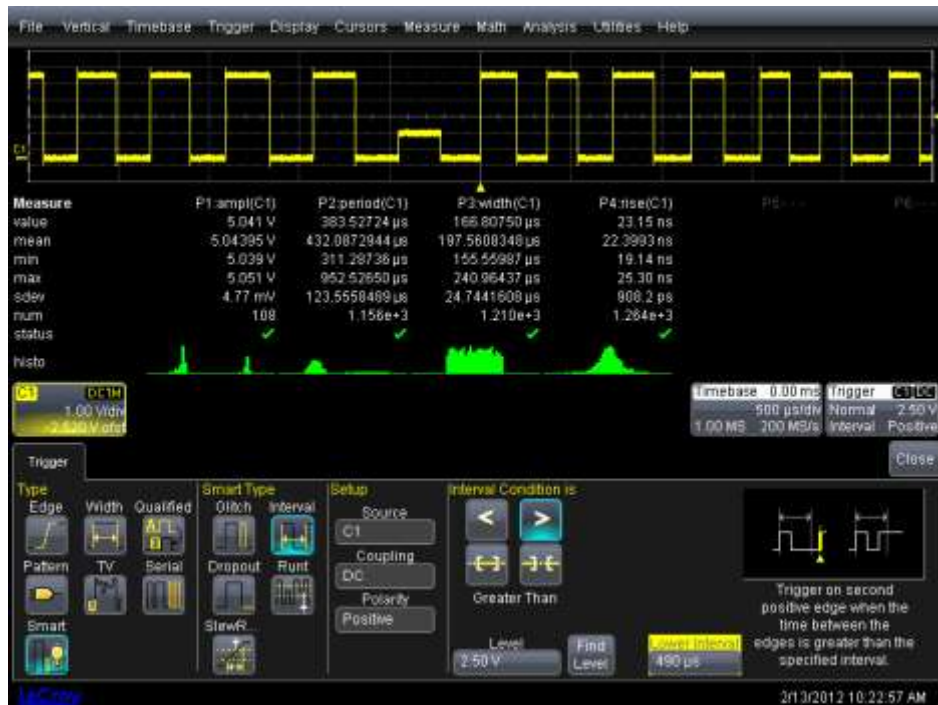 File Vertical Timebase Trigger Display Cursors Measure Math Analysis Utilities Help
C1
Measure P1:ampl(C1) P2:period(C1) P3:width(C1) P4:rise(C1) P5:--- P6:---
value 5.041 V 383.52724 µs 166.80750 µs 23.15 ns
mean 5.04395 V 432.0872944 µs 197.5608348 µs 22.3993 ns
min 5.039 V 311.28736 µs 155.55987 µs 19.14 ns
max 5.051 V 952.52650 µs 240.96437 µs 25.30 ns
sdev 4.77 mV 123.5558489 µs 24.7441608 µs 908.2 ps
num 108 1.156e+3 1.210e+3 1.264e+3
status
histo
C1 DC1M
1.00 V/div
-2.520 V ofst
Timebase 0.00 ms
500 µs/div
1.00 MS 200 MS/s
Trigger C1 DC
Normal 2.50 V
Interval Positive
Trigger
Close
Type
Edge Width Qualified
Pattern TV Serial
Smart
Smart Type
Glitch Interval
Dropout Runt
SlewR...
Setup
Source
C1
Coupling
DC
Polarity
Positive
Interval Condition is
Greater Than
Level
2.50 V
Find
Level
Lower Interval
490 µs
Trigger on second
positive edge when the
time between the
edges is greater than the
specified interval.
LeCroy
2/13/2012 10:22:57 AM